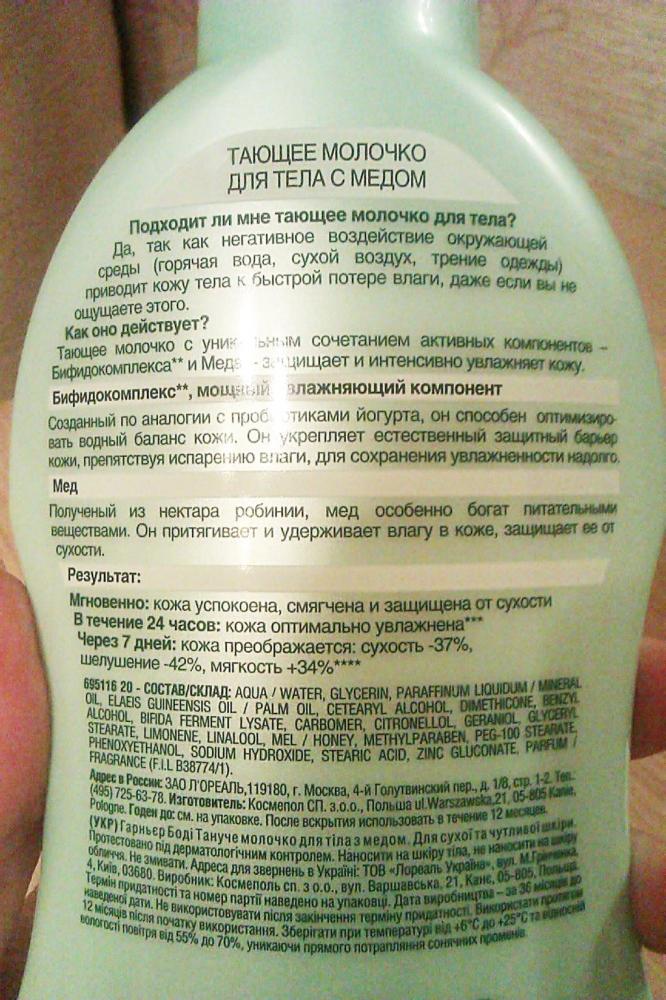 ТАЮЩЕЕ МОЛОЧКО
ДЛЯ ТЕЛА С МЕДОМ
Подходит ли мне тающее молочко для тела?
Да, так как негативное воздействие окружающей
среды (горячая вода, сухой воздух, трение одежды)
приводит кожу тела к быстрой потере влаги, даже если вы не
ощущаете этого.
Как оно действует?
Тающее молочко с сочетанием активных компонентов –
Бифидокомплекса** и Меда - защищает и интенсивно увлажняет кожу.
Бифидокомплекс**, мощный увлажняющий компонент
Созданный по аналогии с пробиотиками йогурта, он способен оптимизиро-
вать водный баланс кожи. Он укрепляет естественный защитный барьер
кожи, препятствуя испарению влаги, для сохранения увлажненности надолго.
Мед
Полученный из нектара робинии, мед особенно богат питательными
веществами. Он притягивает и удерживает влагу в коже, защищает ее от
сухости.
Результат:
Мгновенно: кожа успокоена, смягчена и защищена от сухости
В течение 24 часов: кожа оптимально увлажнена***
Через 7 дней: кожа преображается: сухость -37%,
шелушение -42%, мягкость +34%****
695116 20 - СОСТАВ/СКЛАД: AQUA / WATER, GLYCERIN, PARAFFINUM LIQUIDUM / MINERAL
OIL, ELAEIS GUINEENSIS OIL / PALM OIL, CETEARYL ALCOHOL, DIMETHICONE, BENZYL
ALCOHOL, BIFIDA FERMENT LYSATE, CARBOMER, CITRONELLOL, GERANIOL, GLYCERYL
STEARATE, LIMONENE, LINALOOL, MEL / HONEY, METHYLPARABEN, PEG-100 STEARATE,
PHENOXYETHANOL, SODIUM HYDROXIDE, STEARIC ACID, ZINC GLUCONATE, PARFUM /
FRAGRANCE (F.I.L B38774/1).
Адрес в России: ЗАО Л'ОРЕАЛЬ,119180, г. Москва, 4-й Голутвинский пер., д. 1/8, стр. 1-2. Тел.:
(495) 725-63-78. Изготовитель: Космепол СП. з.о.о., Польша ul.Warszawska,21, 05-805 Kanie,
Pologne. Годен до: см. на упаковке. После вскрытия использовать в течение 12 месяцев.
(УКР) Гарньєр Боді Тануче молочко для тіла з медом. Для сухої та чутливої шкіри.
Протестовано під дерматологічним контролем. Наносити на шкіру тіла, не наносити на шкіру
обличчя. Не змивати. Адреса для звернень в Україні: ТОВ «Лореаль Україна», вул. М.Грінченка,
4, Київ, 03680. Виробник: Космеполь сп. з о.о., вул. Варшавська, 21, Канє, 05-805, Польща.
Термін придатності та номер партії наведено на упаковці. Дата виробництва – за 36 місяців до
наведеної дати. Не використовувати після закінчення терміну придатності. Використати протягом
12 місяців після початку використання. Зберігати при температурі від +6°С до +25°С та відносній
вологості повітря від 55% до 70%, уникаючи прямого потрапляння сонячних променів.